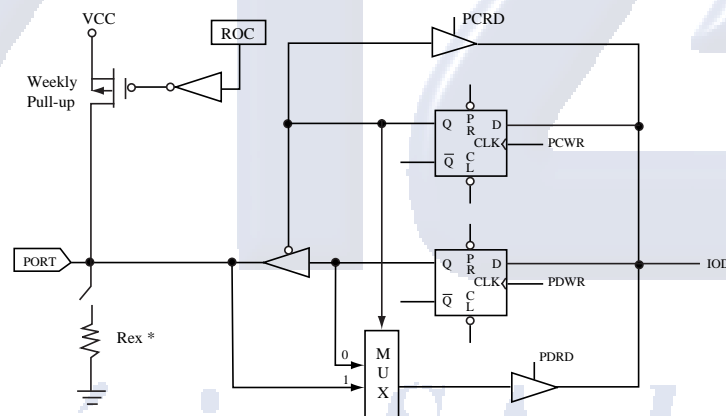 VCC
ROC
PCRD
Weekly
Pull-up
Q
P
R
D
CLK
PCWR
Q
C
L
PORT
Q
P
R
D
IOD
CLK
PDWR
Q
C
L
Rex *
0
1
M
U
X
PDRD